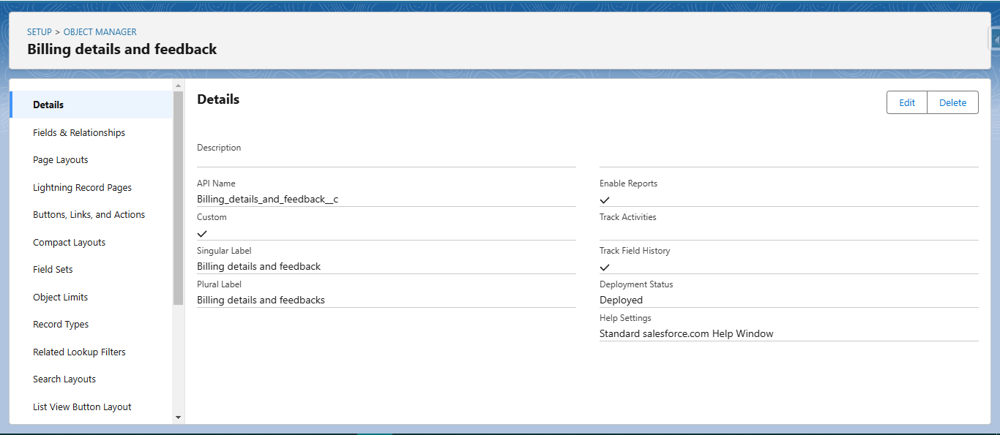 SETUP > OBJECT MANAGER
Billing details and feedback
Details
Fields & Relationships
Page Layouts
Lightning Record Pages
Buttons, Links, and Actions
Compact Layouts
Field Sets
Object Limits
Record Types
Related Lookup Filters
Search Layouts
List View Button Layout
Details
Edit
Delete
Description
API Name
Billing_details_and_feedback__c
Custom
Singular Label
Billing details and feedback
Plural Label
Billing details and feedbacks
Enable Reports
Track Activities
Track Field History
Deployment Status
Deployed
Help Settings
Standard salesforce.com Help Window